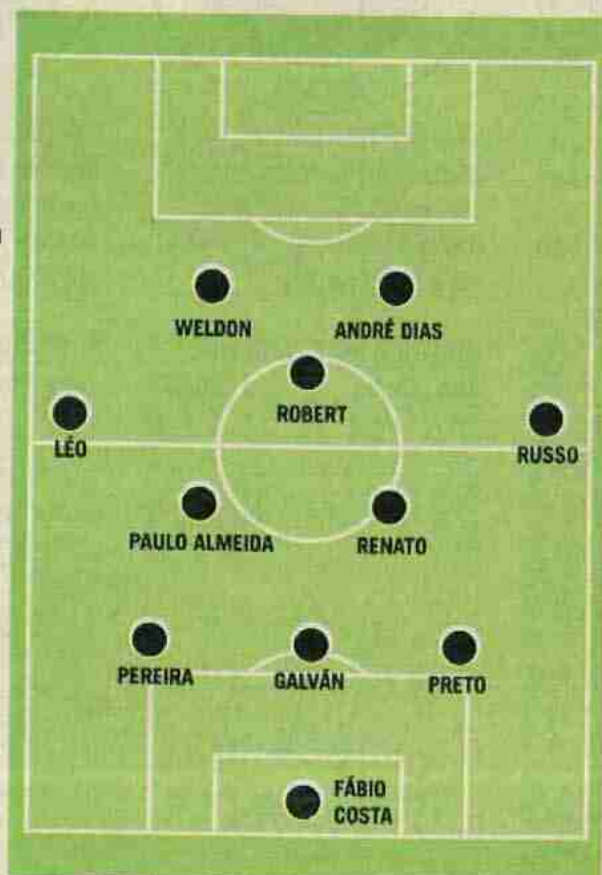 WELDON
ANDRÉ DIAS
ROBERT
LÉO
RUSSO
PAULO ALMEIDA
RENATO
PEREIRA
GALVÁN
PRETO
FÁBIO
COSTA